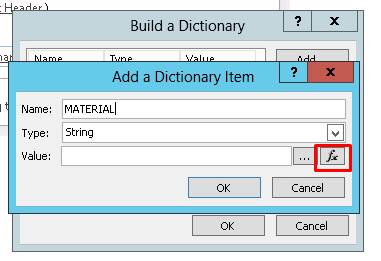 t Header )
Build a Dictionary
?
x
Name
Type
Value
Add
Add a Dictionary Item
?
x
Name:
MATERIAL
Type:
String
Value:
...
fx
OK
Cancel
OK
Cancel